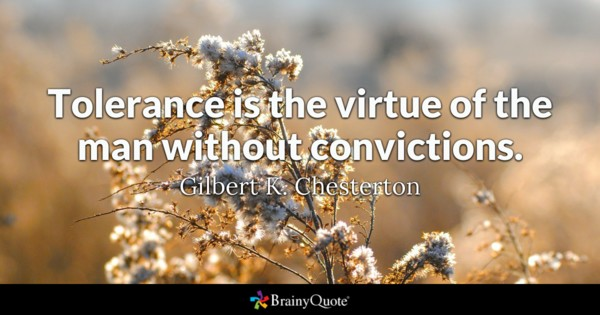 Tolerance is the virtue of the
man without convictions.
Gilbert K. Chesterton
BrainyQuote